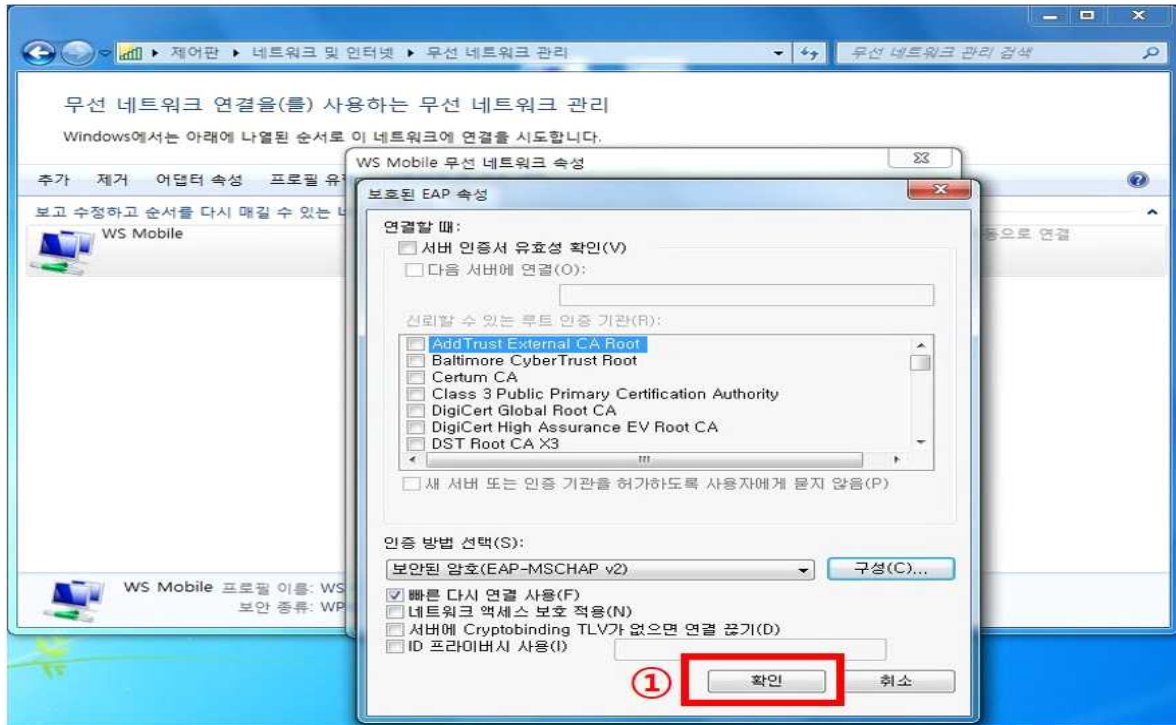 제어판 ▶ 네트워크 및 인터넷 ▶ 무선 네트워크 관리
무선 네트워크 관리 검색
무선 네트워크 연결을(를) 사용하는 무선 네트워크 관리
Windows에서는 아래에 나열된 순서로 이 네트워크에 연결을 시도합니다.
WS Mobile 무선 네트워크 속성
추가 제거 어댑터 속성 프로필 유
보호된 EAP 속성
보고 수정하고 순서를 다시 매길 수 있는
WS Mobile
동으로 연결
연결할 때:
서버 인증서 유효성 확인(V)
다음 서버에 연결(O):
신뢰할 수 있는 루트 인증 기관(R):
AddTrust External CA Root
Baltimore CyberTrust Root
Certum CA
Class 3 Public Primary Certification Authority
DigiCert Global Root CA
DigiCert High Assurance EV Root CA
DST Root CA X3
새 서버 또는 인증 기관을 허가하도록 사용자에게 묻지 않음(P)
인증 방법 선택(S):
보안된 암호(EAP-MSCHAP v2)
구성(C)...
빠른 다시 연결 사용(F)
네트워크 액세스 보호 적용(N)
서버에 Cryptobinding TLV가 없으면 연결 끊기(D)
ID 프라이버시 사용(I)
WS Mobile 프로필 이름: WS
보안 종류: WP
① 확인 취소